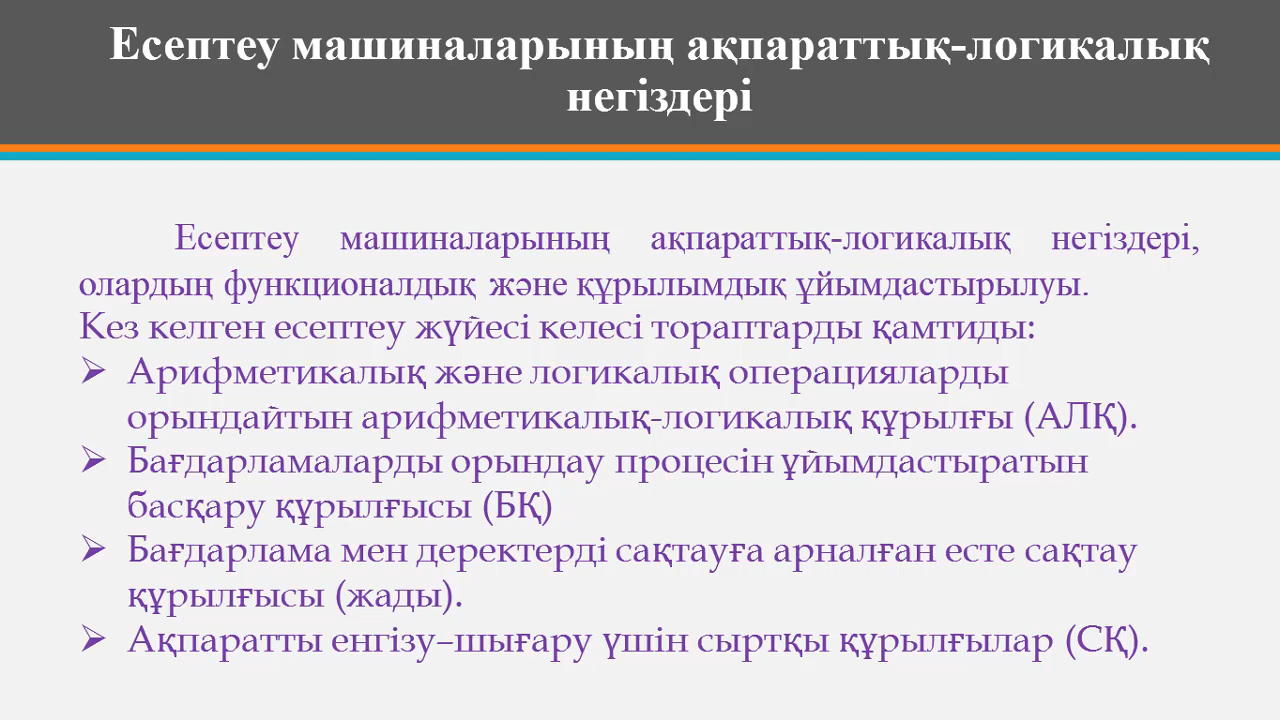 Есептеу машиналарының ақпараттық-логикалық
негіздері
Есептеу машиналарының ақпараттық-логикалық негіздері,
олардың функционалдық және құрылымдық ұйымдастырылуы.
Кез келген есептеу жүйесі келесі тораптарды қамтиды:
➢ Арифметикалық және логикалық операцияларды
орындайтын арифметикалық-логикалық құрылғы (АЛҚ).
➢ Бағдарламаларды орындау процесін ұйымдастыратын
басқару құрылғысы (БҚ)
➢ Бағдарлама мен деректерді сақтауға арналған есте сақтау
құрылғысы (жады).
➢ Ақпаратты енгізу–шығару үшін сыртқы құрылғылар (СҚ).